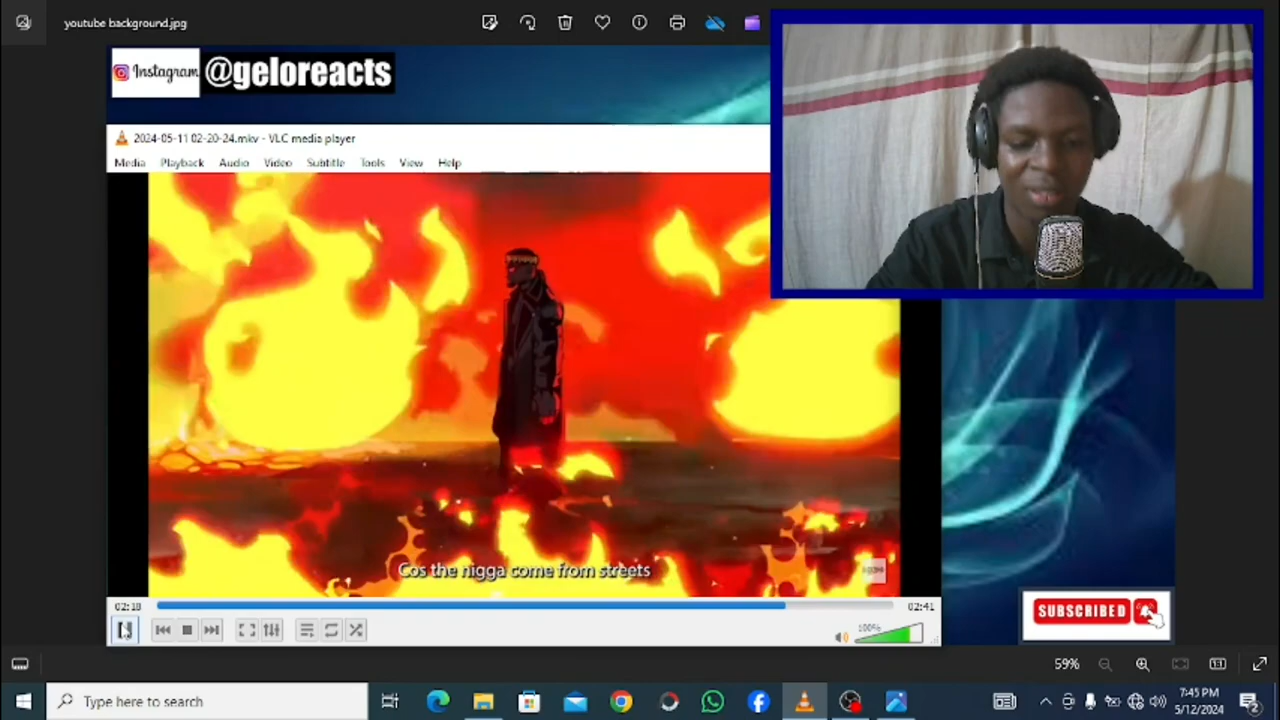 youtube background.jpg
Instagram @geloreacts
2024-05-11 02-20-24.mkv - VLC media player
Media Playback Audio Video Subtitle Tools View Help
Cos the nigga come from streets
02:18
02:41
100%
SUBSCRIBED
59%
Type here to search
7:45 PM
5/12/2024
2